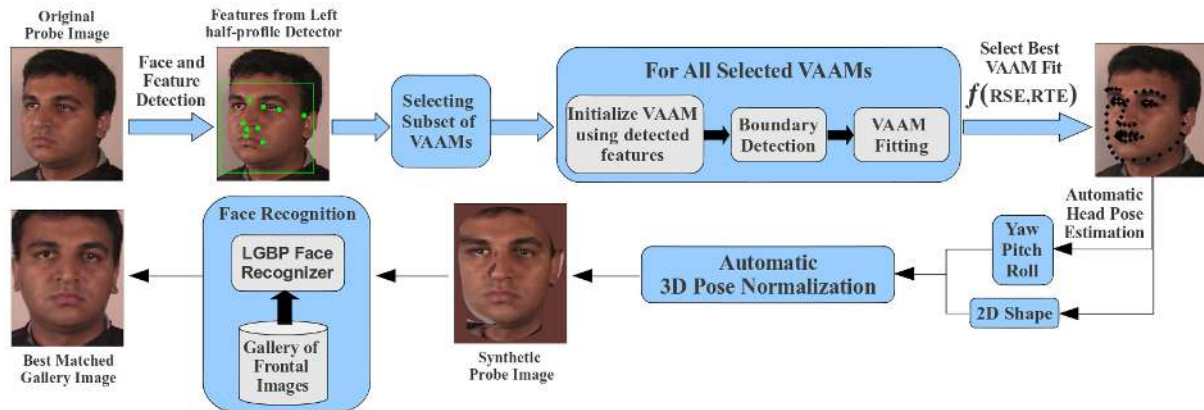 Original
Probe Image
Face and
Feature
Detection
Features from Left
half-profile Detector
Selecting
Subset of
VAAMs
For All Selected VAAMs
Initialize VAAM
using detected
features
Boundary
Detection
VAAM
Fitting
Select Best
VAAM Fit
f(RSE,RTE)
Automatic
Head Pose
Estimation
Yaw
Pitch
Roll
2D Shape
Automatic
3D Pose Normalization
Synthetic
Probe Image
Face Recognition
LGBP Face
Recognizer
Gallery of
Frontal
Images
Best Matched
Gallery Image